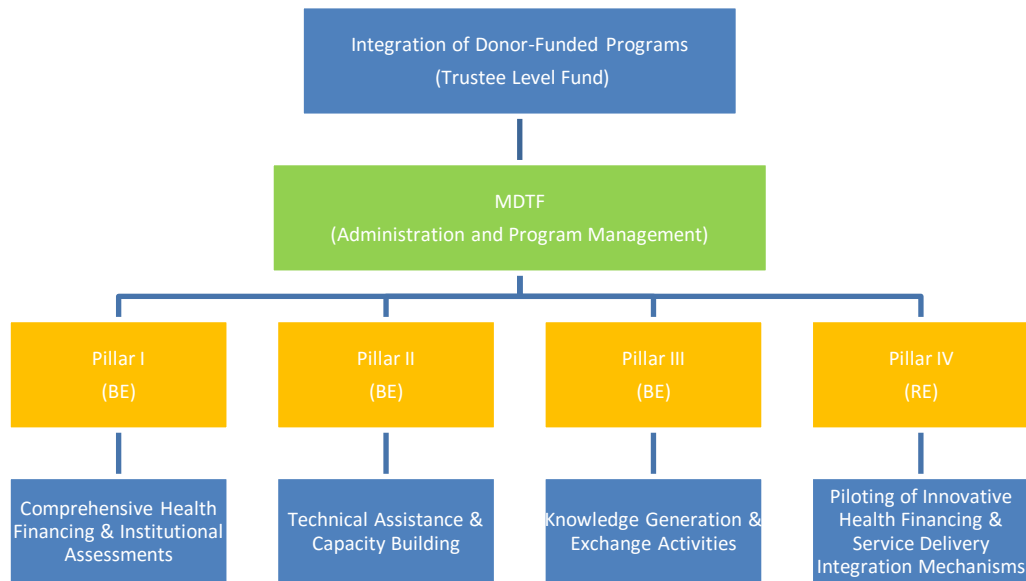 Integration of Donor-Funded Programs
(Trustee Level Fund)
MDTF
(Administration and Program Management)
Pillar I
(BE)
Pillar II
(BE)
Pillar III
(BE)
Pillar IV
(RE)
Comprehensive Health
Financing & Institutional
Assessments
Technical Assistance &
Capacity Building
Knowledge Generation &
Exchange Activities
Piloting of Innovative
Health Financing &
Service Delivery
Integration Mechanisms